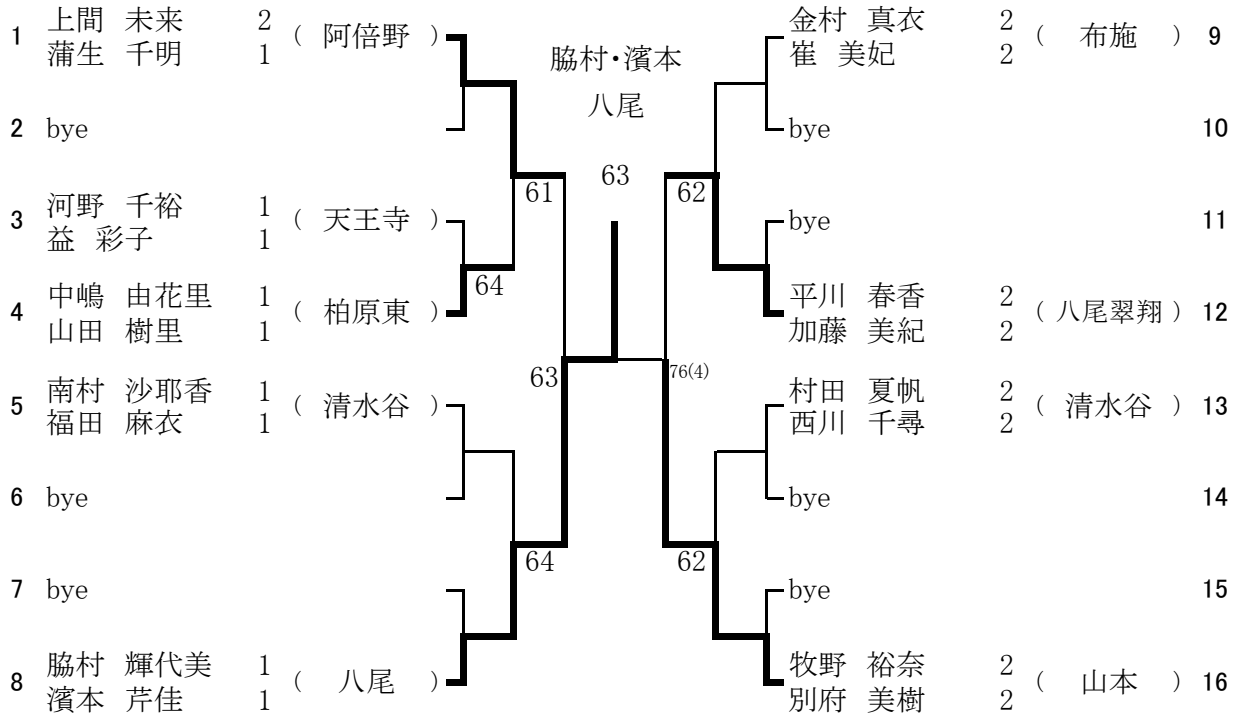 1 上間 未来 2 ( 阿倍野 )
蒲生 千明 1
2 bye
3 河野 千裕 1 ( 天王寺 )
益 彩子 1
4 中嶋 由花里 1 ( 柏原東 )
山田 樹里 1
5 南村 沙耶香 1 ( 清水谷 )
福田 麻衣 1
6 bye
7 bye
8 脇村 輝代美 1 ( 八尾 )
濱本 芹佳 1
脇村・濱本
八尾
63
61
64
63
64
62
76(4)
62
金村 真衣 2 ( 布施 ) 9
崔 美妃 2
bye 10
bye 11
平川 春香 2 ( 八尾翠翔 ) 12
加藤 美紀 2
村田 夏帆 2 ( 清水谷 ) 13
西川 千尋 2
bye 14
bye 15
牧野 裕奈 2 ( 山本 ) 16
別府 美樹 2